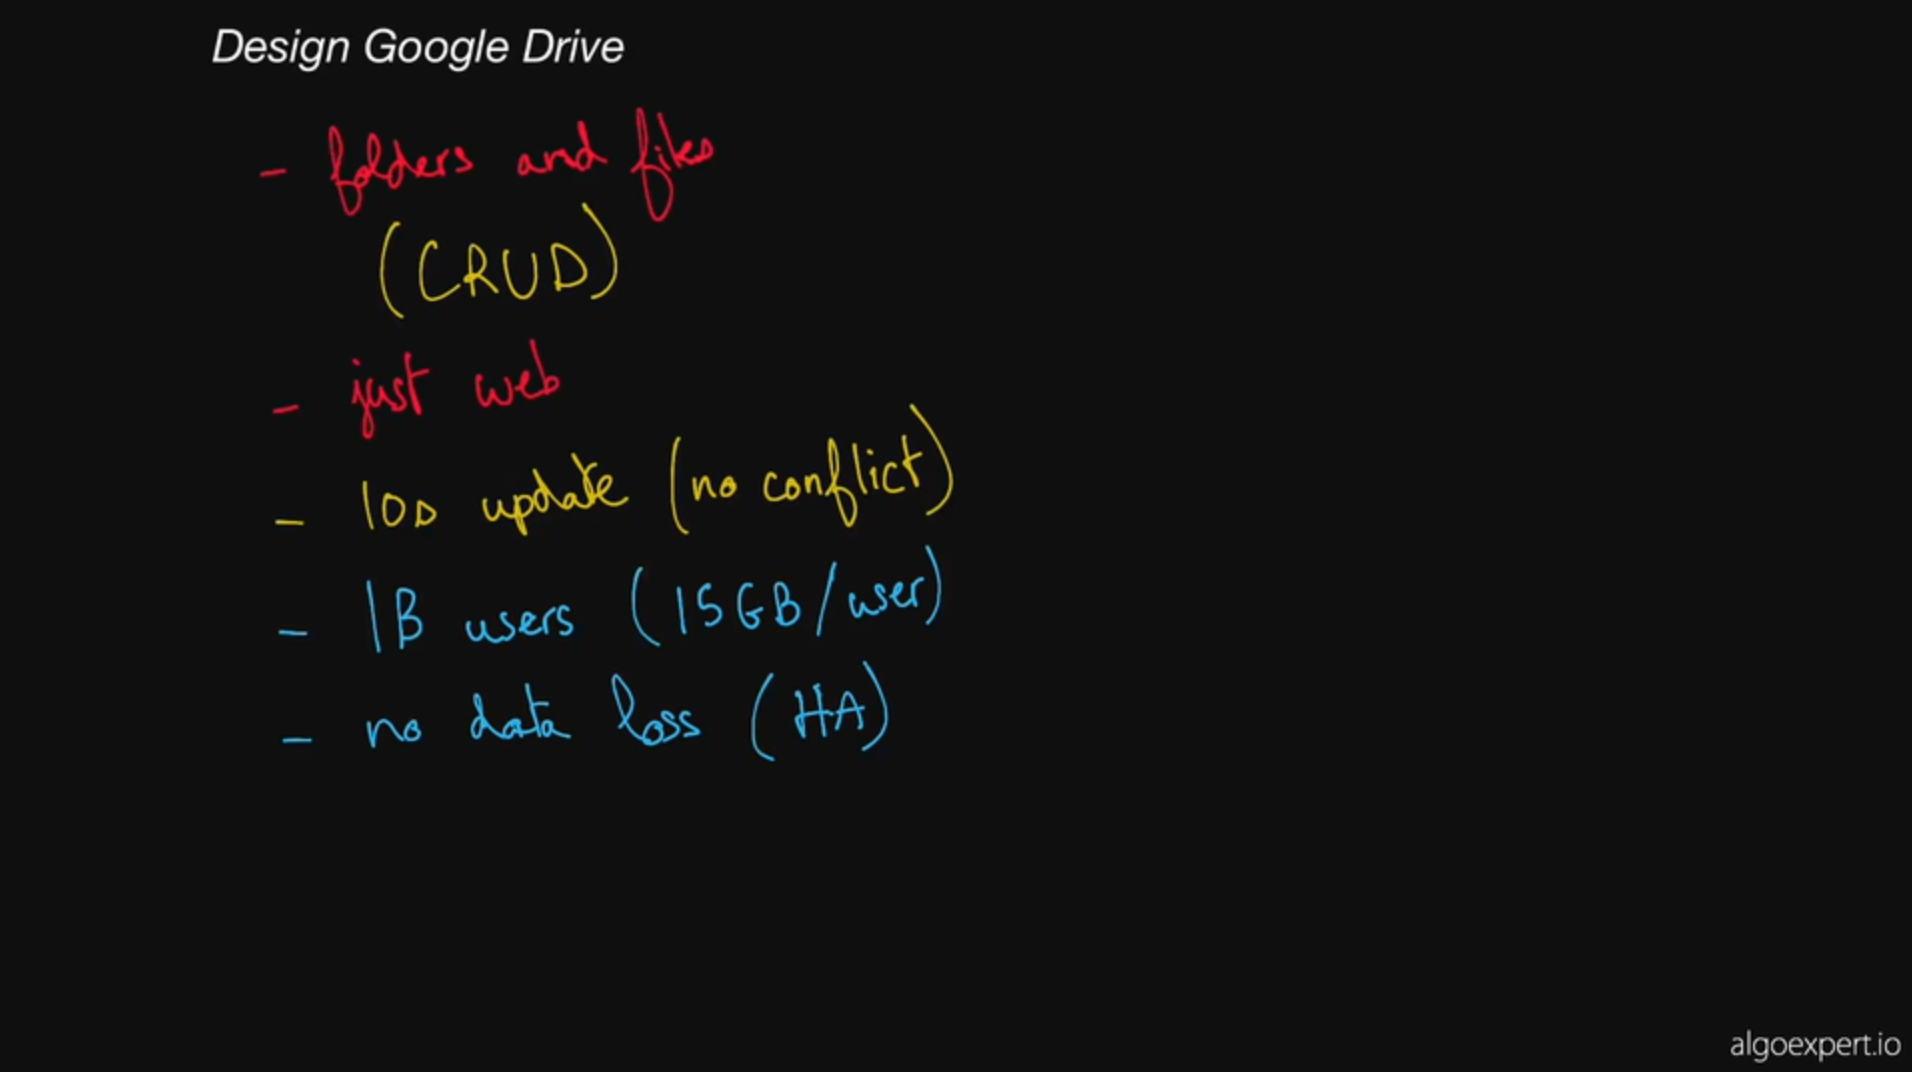 Design Google Drive
- folders and files
(CRUD)
- just web
- 10s update (no conflict)
- 1B users (15GB/user)
- no data loss (HA)
algoexpert.io